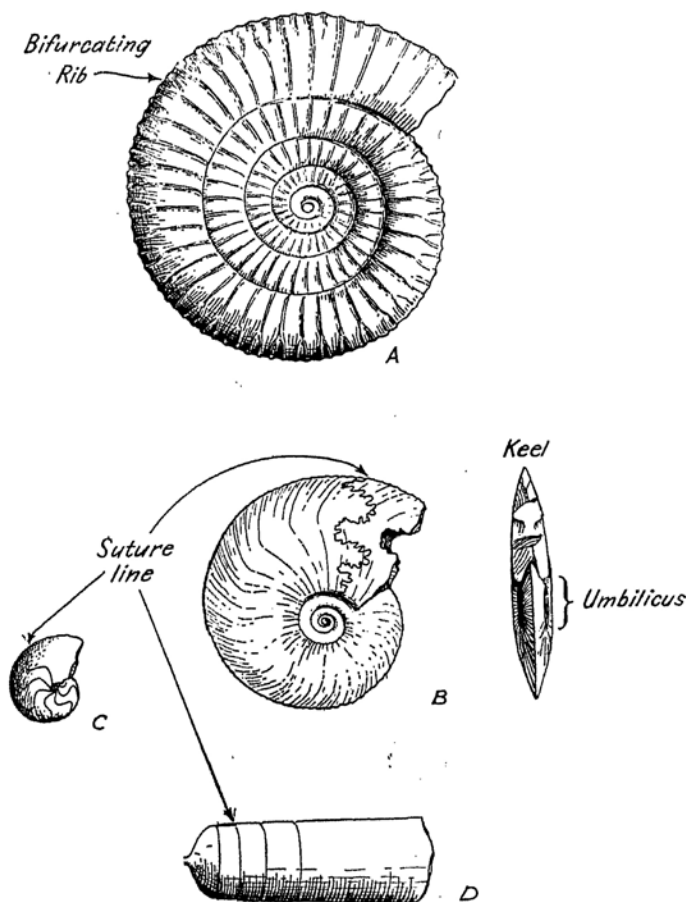 Bifurcating
Rib
A
Keel
Suture
line
Umbilicus
B
C
D